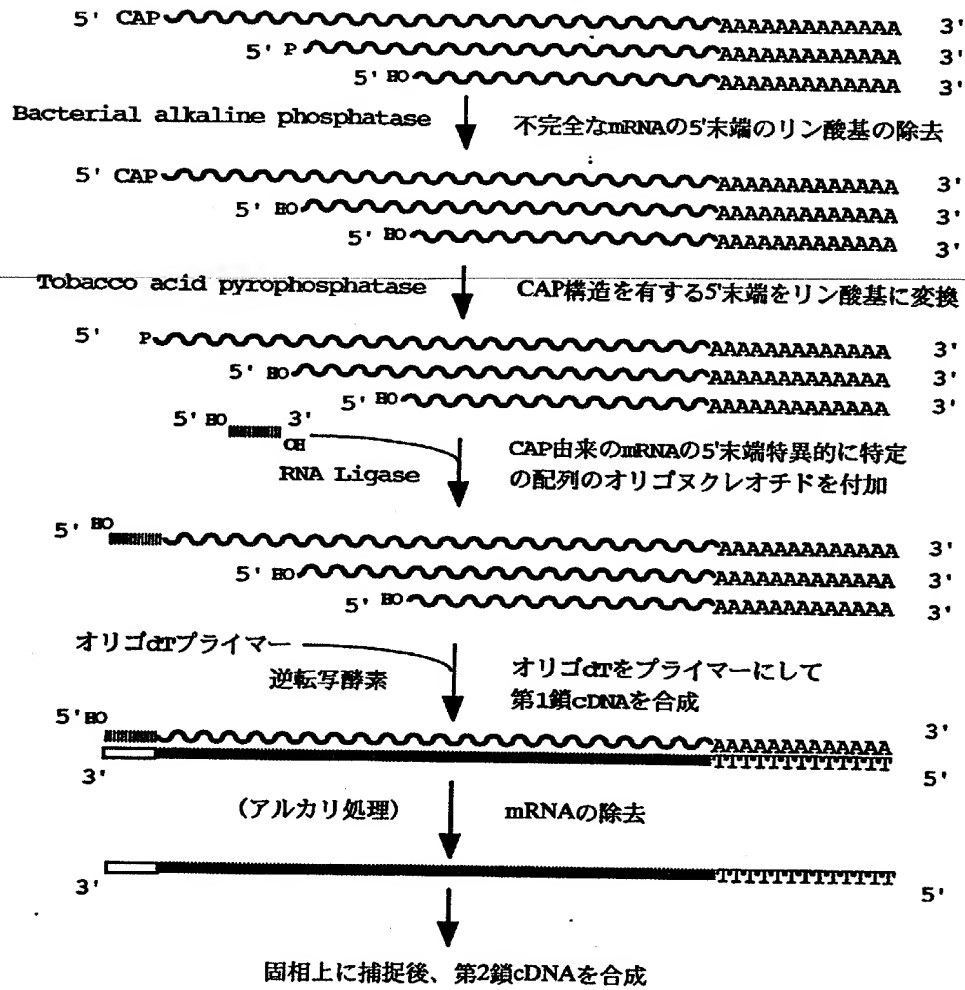 5' CAP AAAAAAAAAAAAA 3'
5' P AAAAAAAAAAAAA 3'
5' HO AAAAAAAAAAAAA 3'
Bacterial alkaline phosphatase 不完全なmRNAの5'末端のリン酸基の除去
5' CAP AAAAAAAAAAAAA 3'
5' HO AAAAAAAAAAAAA 3'
5' HO AAAAAAAAAAAAA 3'
Tobacco acid pyrophosphatase CAP構造を有する5'末端をリン酸基に変換
5' P AAAAAAAAAAAAA 3'
5' HO AAAAAAAAAAAAA 3'
5' HO AAAAAAAAAAAAA 3'
5' HO 3'
OH
RNA Ligase
CAP由来のmRNAの5'末端特異的に特定
の配列のオリゴヌクレオチドを付加
5' HO AAAAAAAAAAAAA 3'
5' HO AAAAAAAAAAAAA 3'
5' HO AAAAAAAAAAAAA 3'
オリゴdTプライマー
逆転写酵素
オリゴdTをプライマーにして
第1鎖cDNAを合成
5'HO AAAAAAAAAAAAA 3'
3' TTTTTTTTTTTTT 5'
(アルカリ処理) mRNAの除去
3' TTTTTTTTTTTTT 5'
固相上に捕捉後、第2鎖cDNAを合成